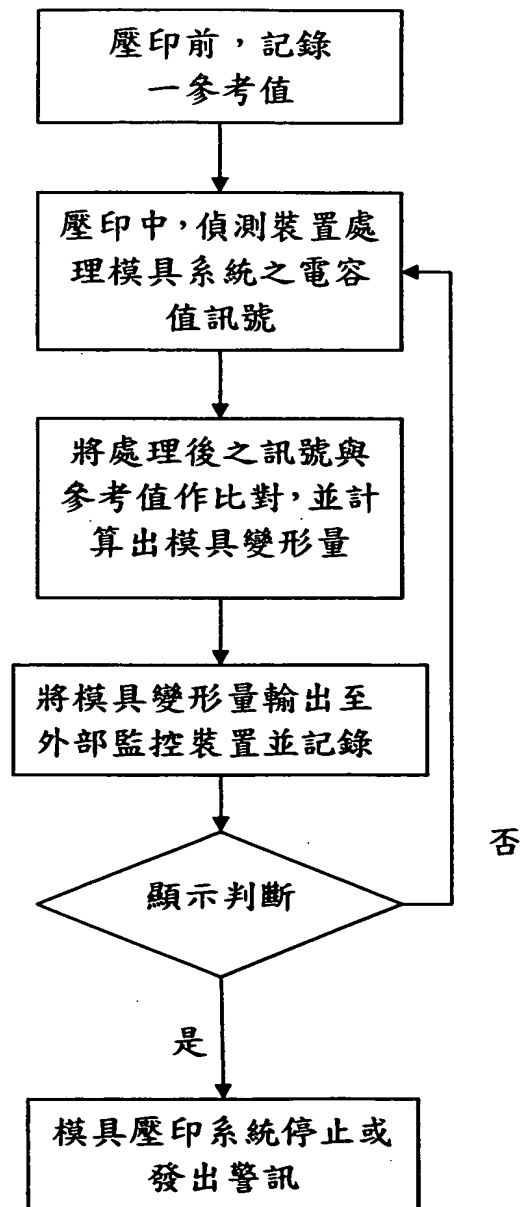 壓印前，記錄
一參考值
壓印中，偵測裝置處
理模具系統之電容
值訊號
將處理後之訊號與
參考值作比對，並計
算出模具變形量
將模具變形量輸出至
外部監控裝置並記錄
否
顯示判斷
是
模具壓印系統停止或
發出警訊